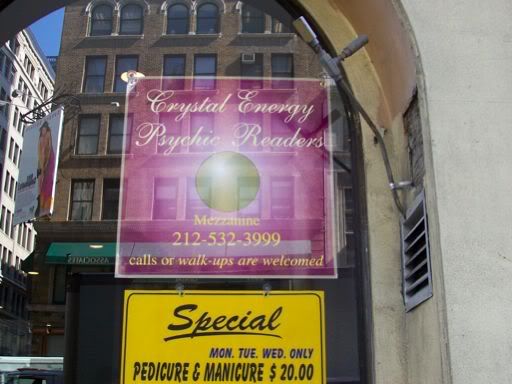 Crystal Energy
Psychic Readers
Mezzanine
212-532-3999
calls or walk-ups are welcomed
Special
MON. TUE. WED. ONLY
PEDICURE & MANICURE $ 20.00